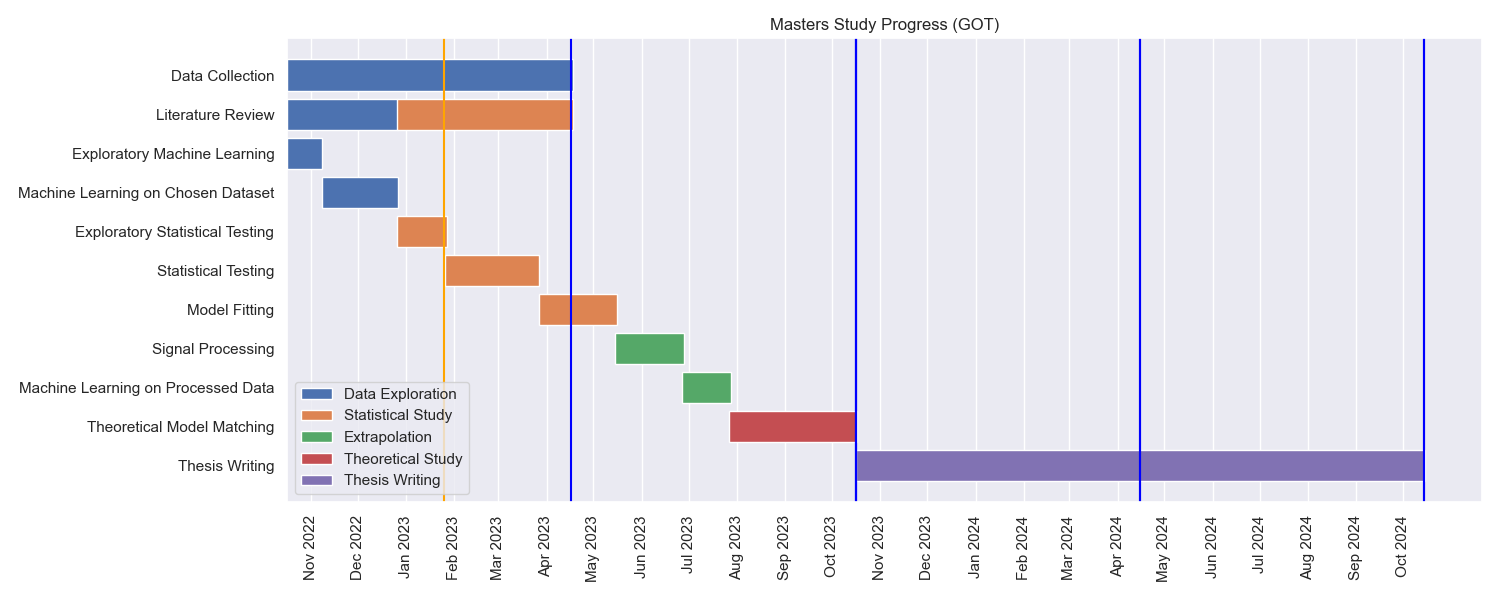 Masters Study Progress (GOT)
Data Collection
Literature Review
Exploratory Machine Learning
Machine Learning on Chosen Dataset
Exploratory Statistical Testing
Statistical Testing
Model Fitting
Signal Processing
Machine Learning on Processed Data
Theoretical Model Matching
Thesis Writing
Data Exploration
Statistical Study
Extrapolation
Theoretical Study
Thesis Writing
Nov 2022
Dec 2022
Jan 2023
Feb 2023
Mar 2023
Apr 2023
May 2023
Jun 2023
Jul 2023
Aug 2023
Sep 2023
Oct 2023
Nov 2023
Dec 2023
Jan 2024
Feb 2024
Mar 2024
Apr 2024
May 2024
Jun 2024
Jul 2024
Aug 2024
Sep 2024
Oct 2024